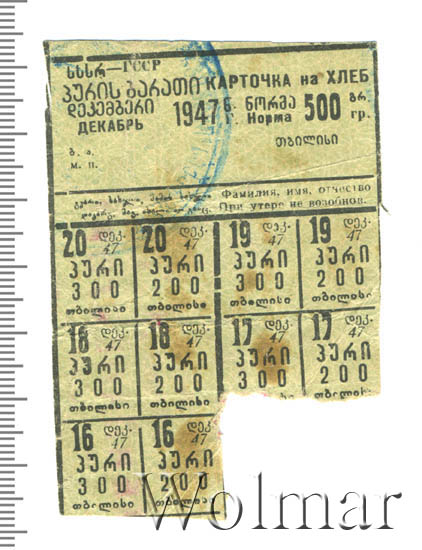 სსსრ—ГССР
პურის ბარათი КАРТОЧКА на ХЛЕБ
დეკემბერი 1947 წ. ნორმა 500 გრ.
ДЕКАБРЬ г. Норма гр.
თბილისი
ბ. ა.
м. п.
გვარი, სახელი, მამის სახელი Фамилия, имя, отчество
При утере не возобнов.
20 დეკ. 47 20 დეკ. 47 19 დეკ. 47 19 დეკ. 47
პური პური პური პური
300 200 300 200
თბილისი თბილისი თბილისი თბილისი
18 დეკ. 47 18 დეკ. 47 17 დეკ. 47 17 დეკ. 47
პური პური პური პური
300 200 300 200
თბილისი თბილისი თბილისი
16 დეკ. 47 16 დეკ. 47
პური პური
300 200
თბილისი თბილისი
Wolmar